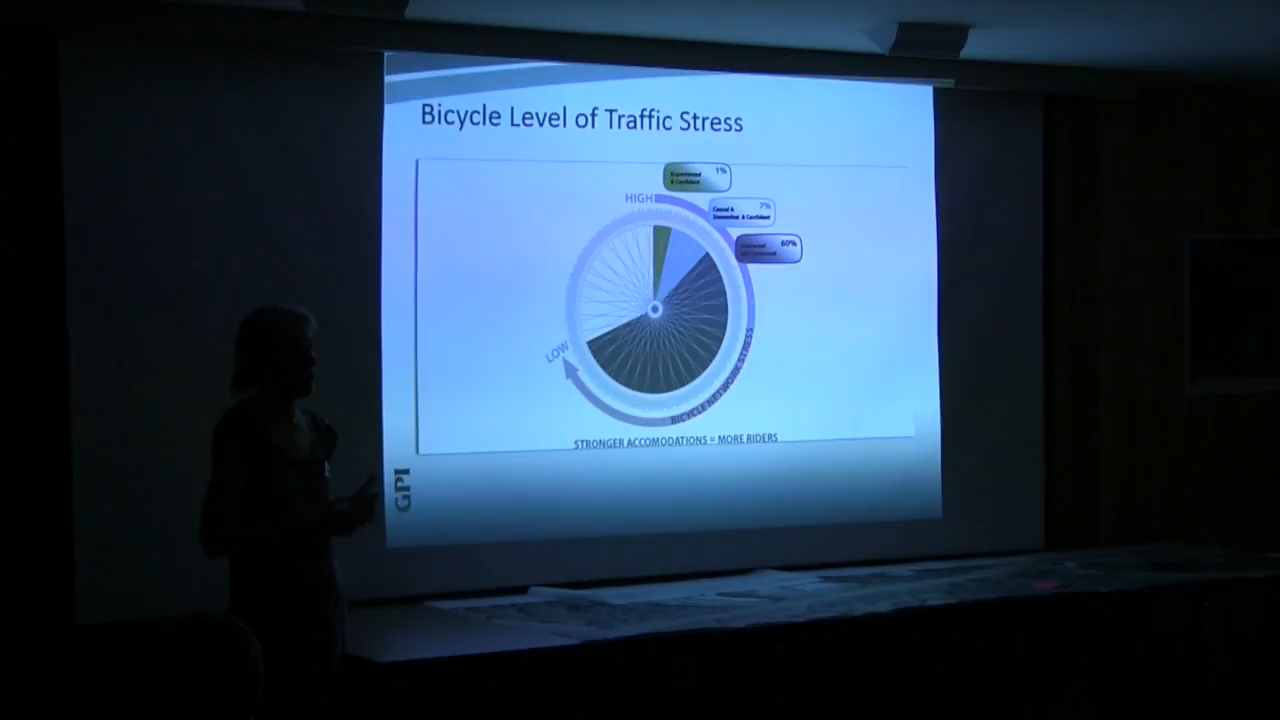 Bicycle Level of Traffic Stress
Experienced 1%
& Confident
HIGH
Casual & 7%
Somewhat & Confident
60%
LOW
BICYCLE NETWORK STRESS
STRONGER ACCOMODATIONS = MORE RIDERS
GPI